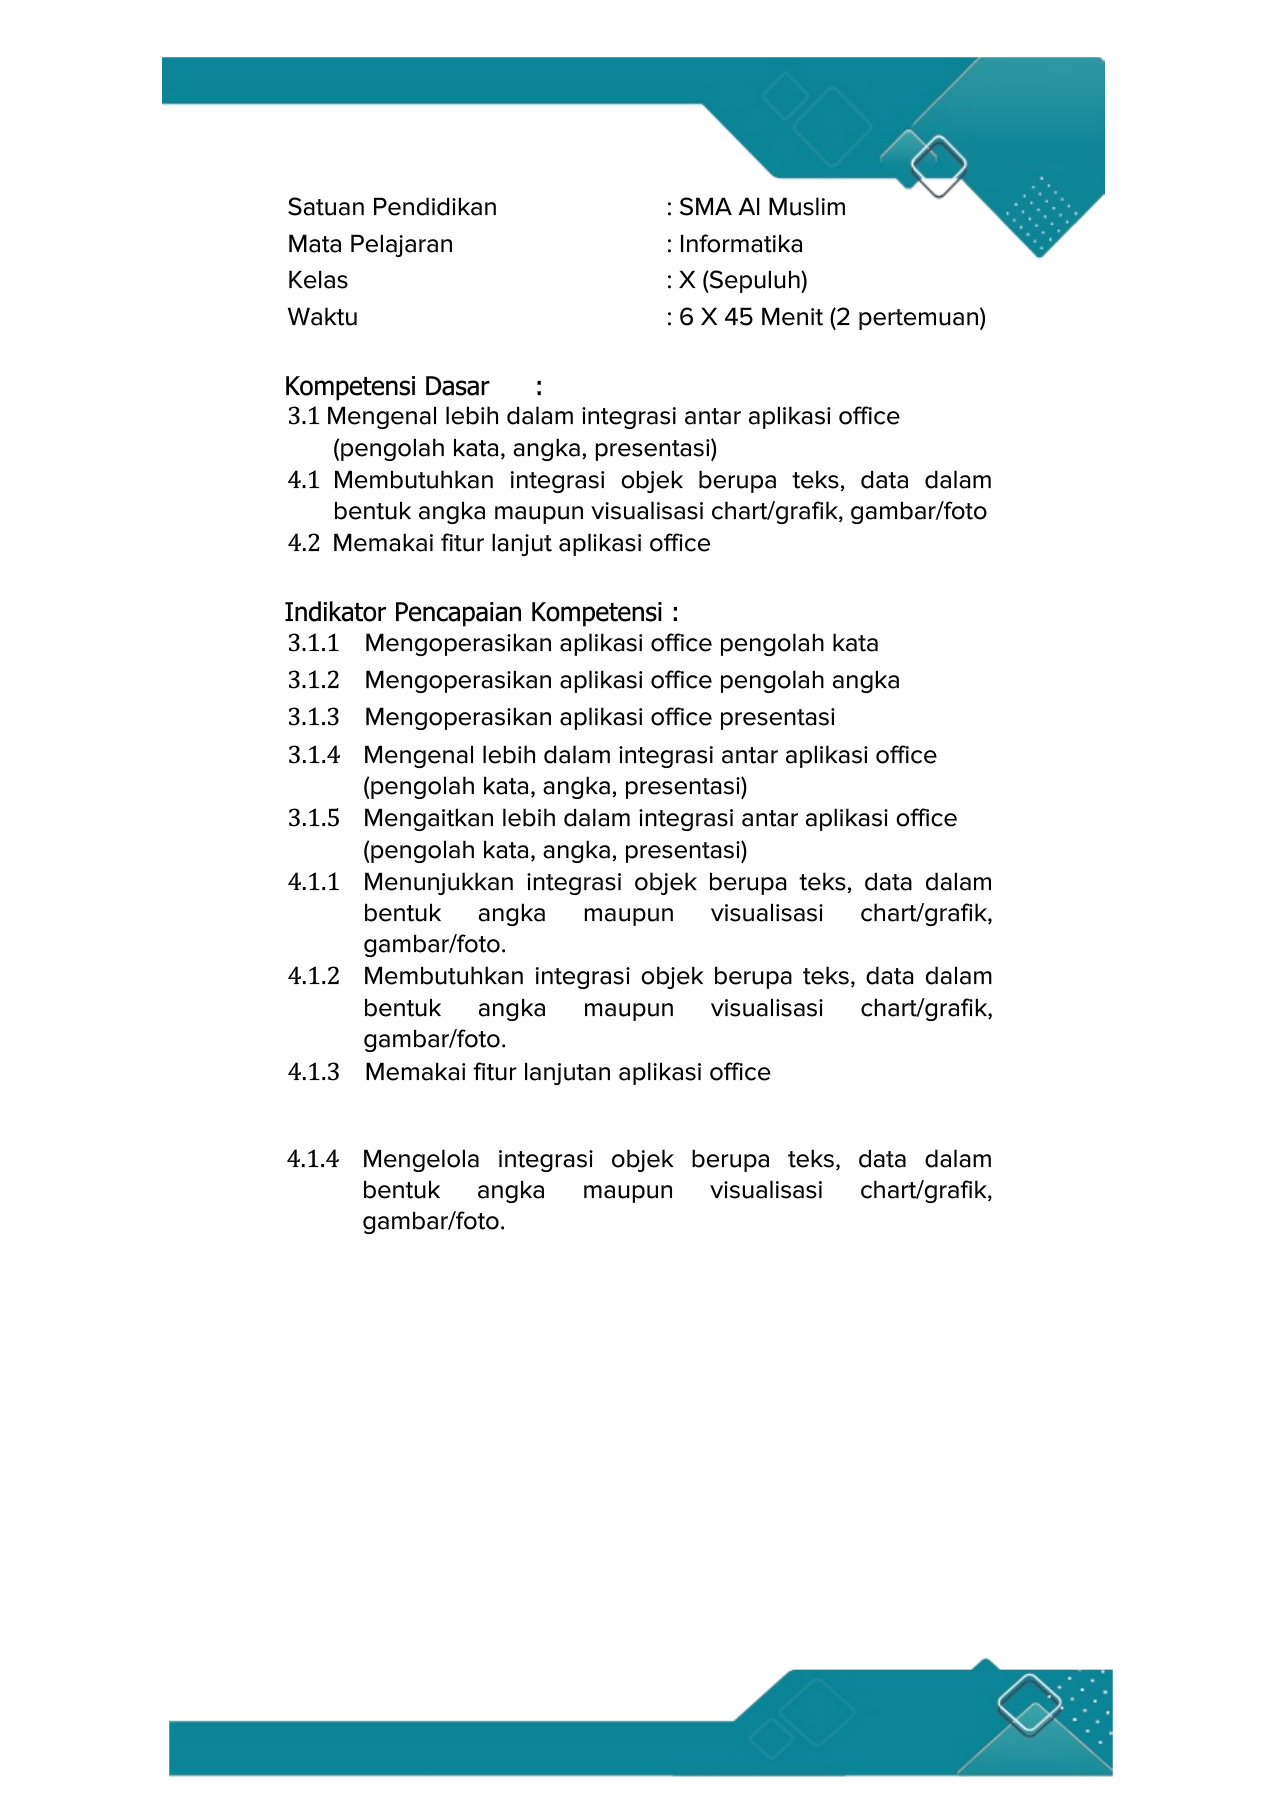 Satuan Pendidikan : SMA Al Muslim
Mata Pelajaran : Informatika
Kelas : X (Sepuluh)
Waktu : 6 X 45 Menit (2 pertemuan)
Kompetensi Dasar :
3.1 Mengenal lebih dalam integrasi antar aplikasi office
(pengolah kata, angka, presentasi)
4.1 Membutuhkan integrasi objek berupa teks, data dalam
bentuk angka maupun visualisasi chart/grafik, gambar/foto
4.2 Memakai fitur lanjut aplikasi office
Indikator Pencapaian Kompetensi :
3.1.1 Mengoperasikan aplikasi office pengolah kata
3.1.2 Mengoperasikan aplikasi office pengolah angka
3.1.3 Mengoperasikan aplikasi office presentasi
3.1.4 Mengenal lebih dalam integrasi antar aplikasi office
(pengolah kata, angka, presentasi)
3.1.5 Mengaitkan lebih dalam integrasi antar aplikasi office
(pengolah kata, angka, presentasi)
4.1.1 Menunjukkan integrasi objek berupa teks, data dalam
bentuk angka maupun visualisasi chart/grafik,
gambar/foto.
4.1.2 Membutuhkan integrasi objek berupa teks, data dalam
bentuk angka maupun visualisasi chart/grafik,
gambar/foto.
4.1.3 Memakai fitur lanjutan aplikasi office
4.1.4 Mengelola integrasi objek berupa teks, data dalam
bentuk angka maupun visualisasi chart/grafik,
gambar/foto.